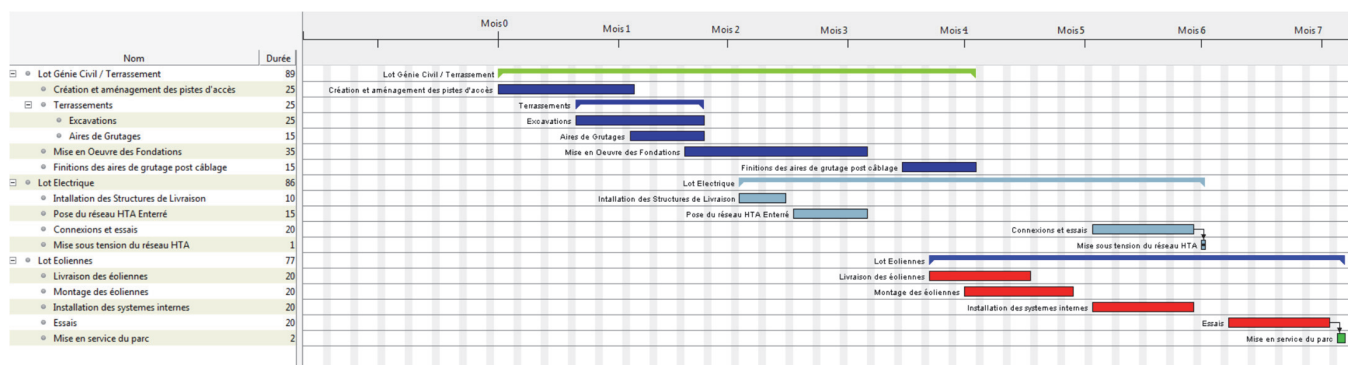 Mois 0 Mois 1 Mois 2 Mois 3 Mois 4 Mois 5 Mois 6 Mois 7
Nom Durée
Lot Génie Civil / Terrassement 89 Lot Génie Civil / Terrassement
Création et aménagement des pistes d'accès 25 Création et aménagement des pistes d'accès
Terrassements 25 Terrassements
Excavations 25 Excavations
Aires de Grutages 15 Aires de Grutages
Mise en Oeuvre des Fondations 35 Mise en Oeuvre des Fondations
Finitions des aires de grutage post câblage 15 Finitions des aires de grutage post câblage
Lot Electrique 86 Lot Electrique
Intallation des Structures de Livraison 10 Intallation des Structures de Livraison
Pose du réseau HTA Enterré 15 Pose du réseau HTA Enterré
Connexions et essais 20 Connexions et essais
Mise sous tension du réseau HTA 1 Mise sous tension du réseau HTA
Lot Eoliennes 77 Lot Eoliennes
Livraison des éoliennes 20 Livraison des éoliennes
Montage des éoliennes 20 Montage des éoliennes
Installation des systemes internes 20 Installation des systemes internes
Essais 20 Essais
Mise en service du parc 2 Mise en service du parc